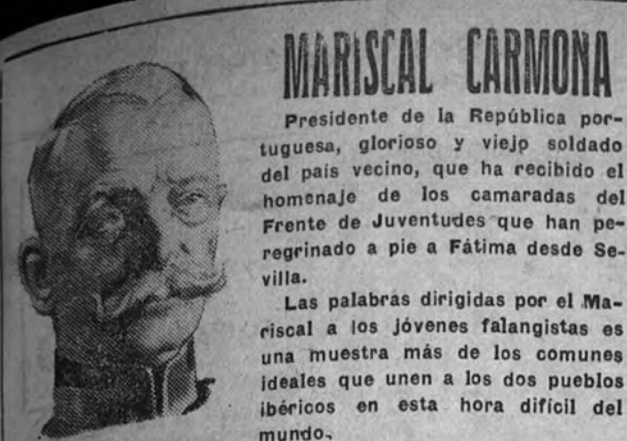 MARISCAL CARMONA
Presidente de la República por-
tuguesa, glorioso y viejo soldado
del país vecino, que ha recibido el
homenaje de los camaradas del
Frente de Juventudes que han pe-
regrinado a pie a Fátima desde Se-
villa.
Las palabras dirigidas por el Ma-
riscal a los jóvenes falangistas es
una muestra más de los comunes
ideales que unen a los dos pueblos
ibéricos en esta hora difícil del
mundo.